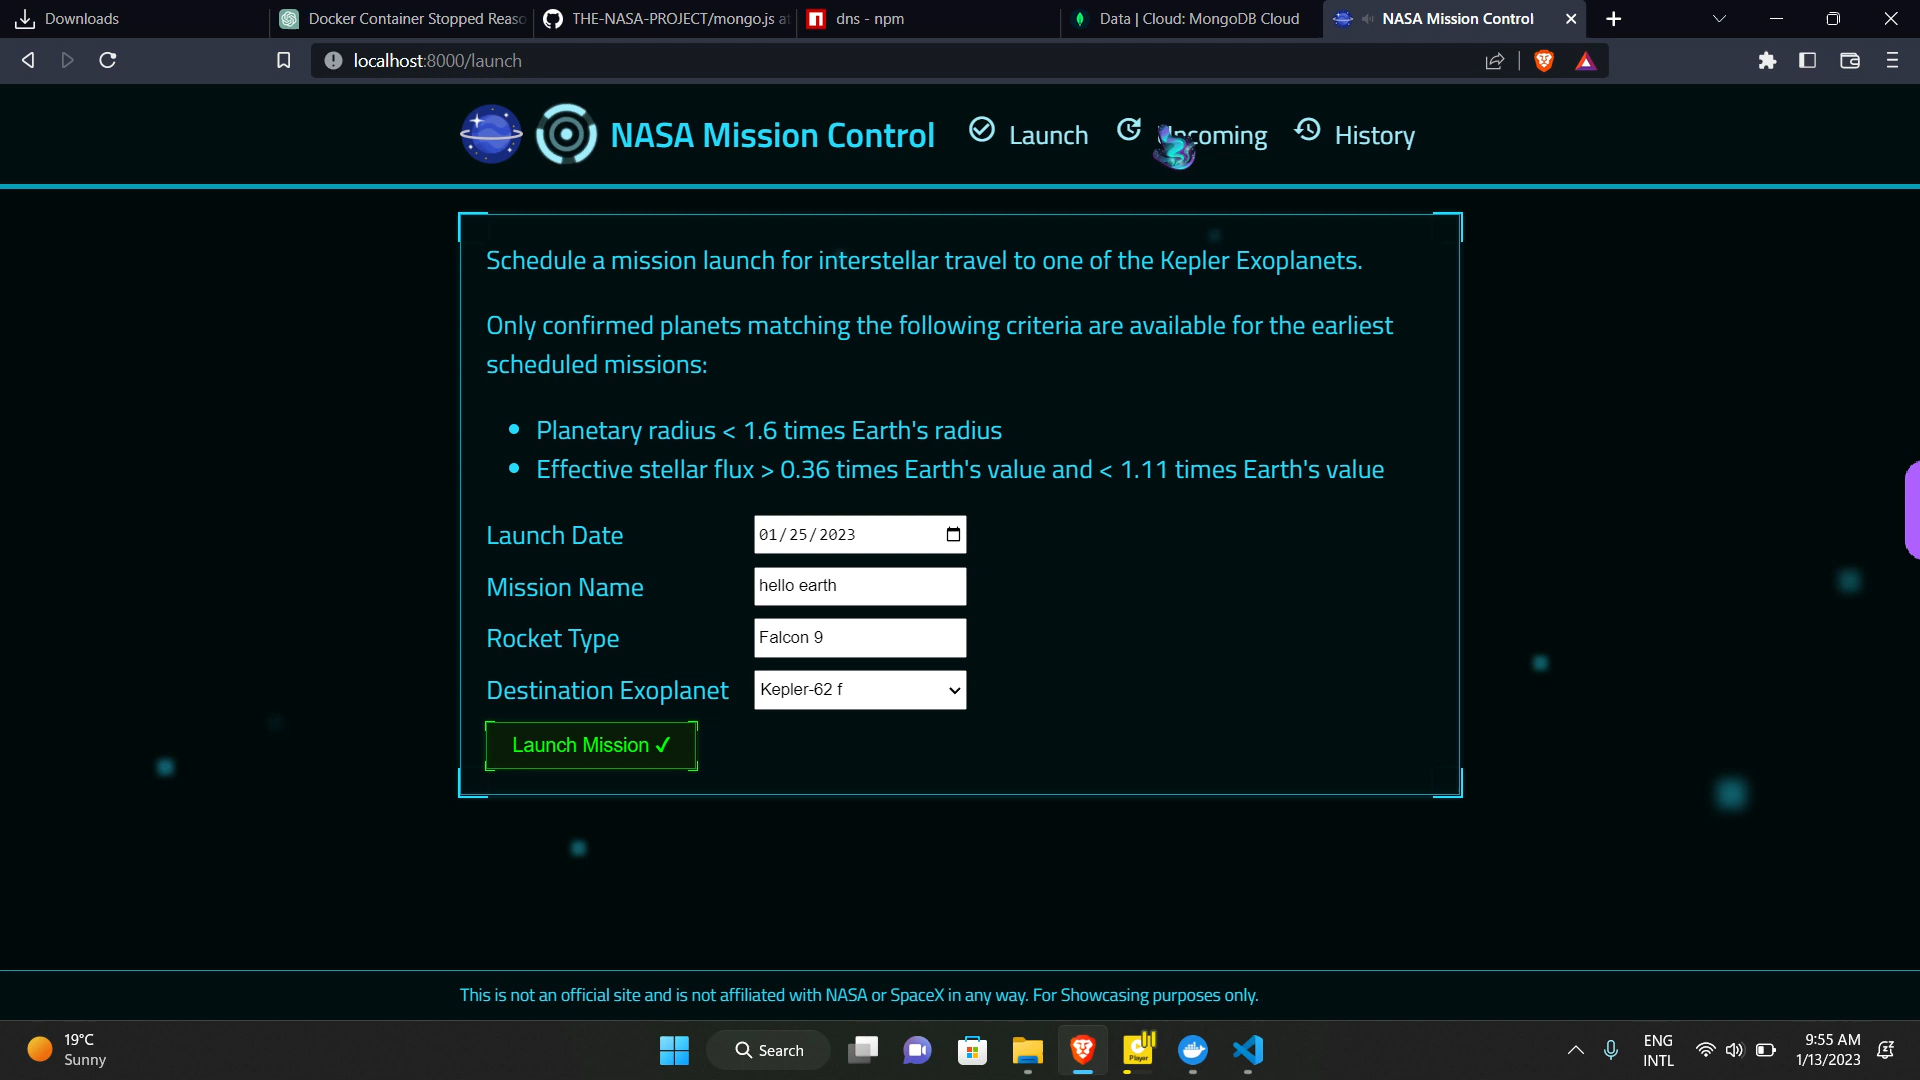 Downloads
Docker Container Stopped Reaso
THE-NASA-PROJECT/mongo.js at
dns - npm
Data | Cloud: MongoDB Cloud
NASA Mission Control
localhost:8000/launch
NASA Mission Control
Launch
History
Schedule a mission launch for interstellar travel to one of the Kepler Exoplanets.
Only confirmed planets matching the following criteria are available for the earliest
scheduled missions:
Planetary radius < 1.6 times Earth's radius
Effective stellar flux > 0.36 times Earth's value and < 1.11 times Earth's value
Launch Date 01/25/2023
Mission Name hello earth
Rocket Type Falcon 9
Destination Exoplanet Kepler-62 f
Launch Mission ✓
This is not an official site and is not affiliated with NASA or SpaceX in any way. For Showcasing purposes only.
19°C
Sunny
Search
Player
ENG
INTL
9:55 AM
1/13/2023